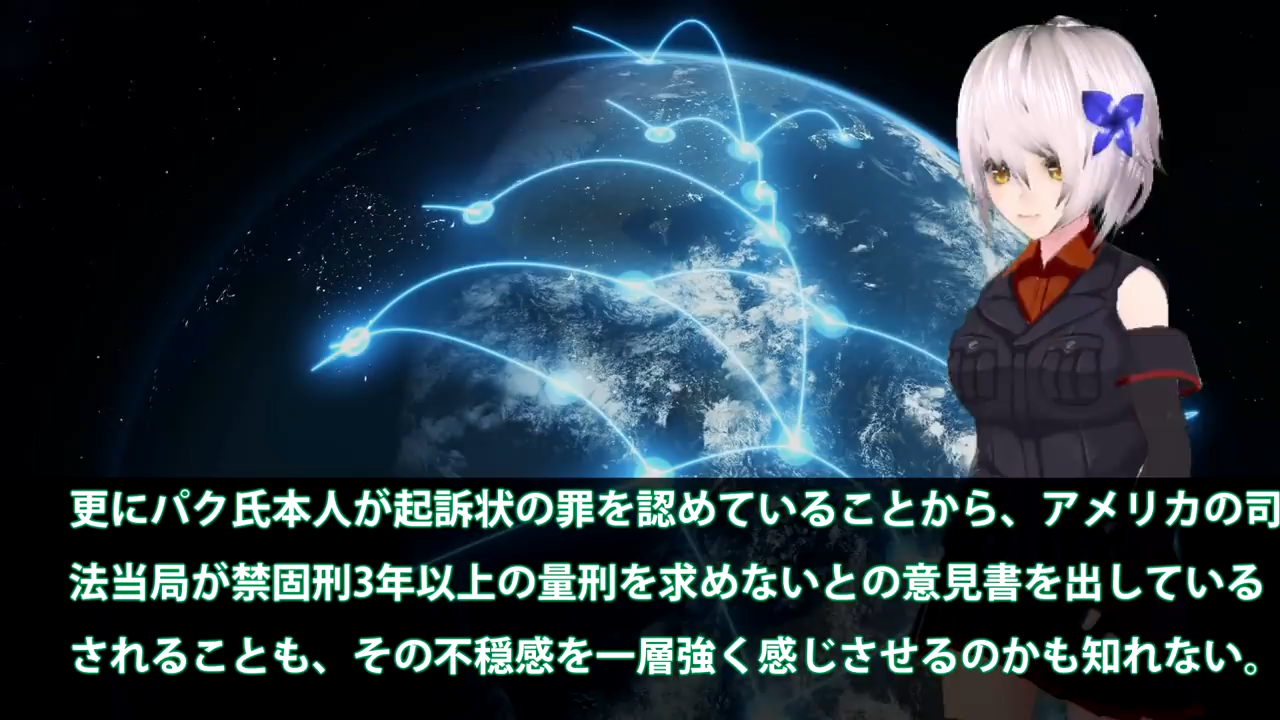 更にパク氏本人が起訴状の罪を認めていることから、アメリカの司
法当局が禁固刑3年以上の量刑を求めないとの意見書を出している
されることも、その不穏感を一層強く感じさせるのかも知れない。